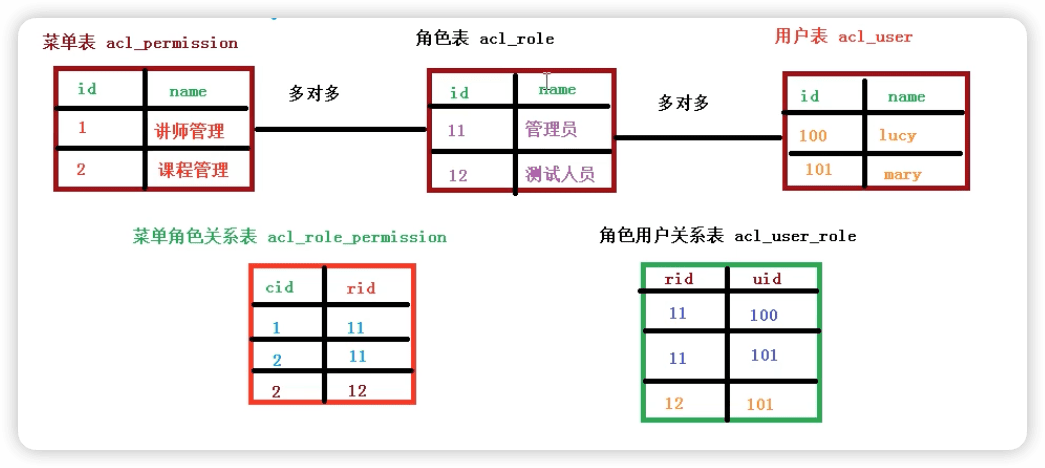 菜单表 acl_permission
角色表 acl_role
用户表 acl_user
id name
1 讲师管理
2 课程管理
多对多
id name
11 管理员
12 测试人员
多对多
id name
100 lucy
101 mary
菜单角色关系表 acl_role_permission
角色用户关系表 acl_user_role
cid rid
1 11
2 11
2 12
rid uid
11 100
11 101
12 101